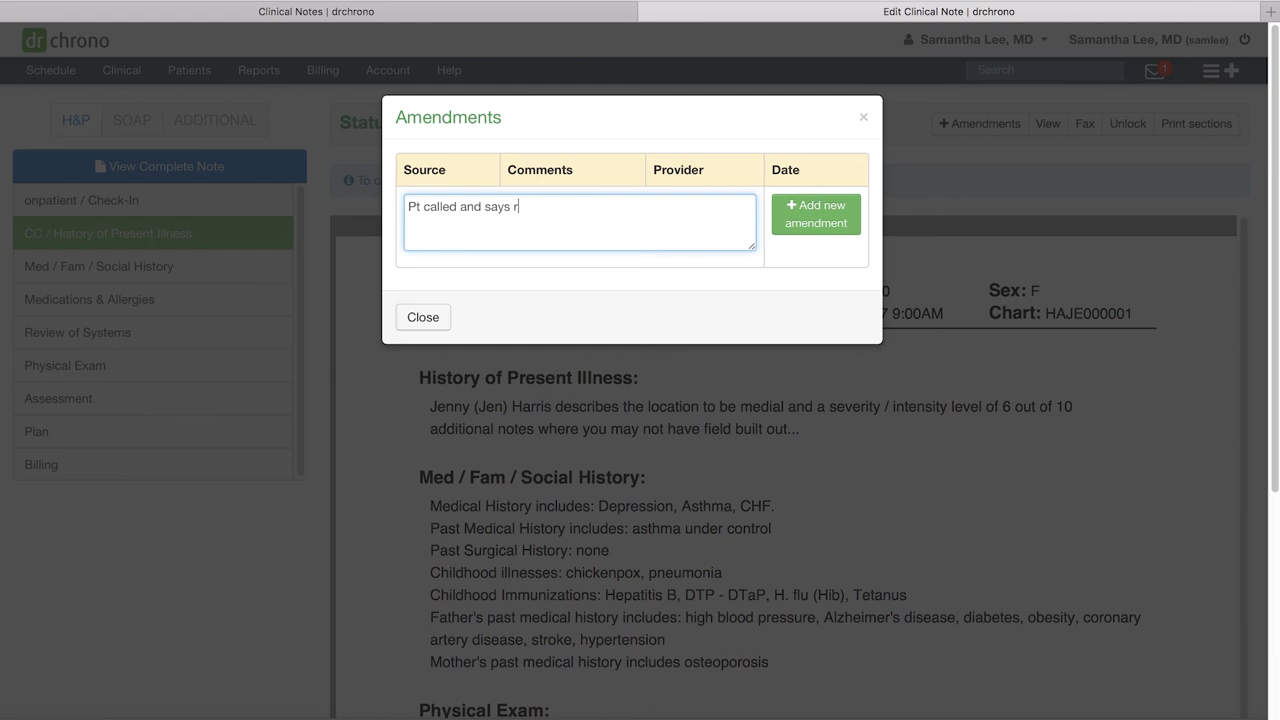 Clinical Notes | drchrono
Edit Clinical Note | drchrono
dr chrono
Samantha Lee, MD
Samantha Lee, MD (samlee)
Schedule
Clinical
Patients
Reports
Billing
Account
Help
Search
1
H&P
SOAP
ADDITIONAL
View Complete Note
onpatient / Check-In
CC / History of Present Illness
Med / Fam / Social History
Medications & Allergies
Review of Systems
Physical Exam
Assessment
Plan
Billing
Statu
+ Amendments
View
Fax
Unlock
Print sections
To c
Amendments
×
Source
Comments
Provider
Date
Pt called and says r
+ Add new
amendment
Close
0
Sex: F
7 9:00AM
Chart: HAJE000001
History of Present Illness:
Jenny (Jen) Harris describes the location to be medial and a severity / intensity level of 6 out of 10
additional notes where you may not have field built out...
Med / Fam / Social History:
Medical History includes: Depression, Asthma, CHF.
Past Medical History includes: asthma under control
Past Surgical History: none
Childhood illnesses: chickenpox, pneumonia
Childhood Immunizations: Hepatitis B, DTP - DTaP, H. flu (Hib), Tetanus
Father's past medical history includes: high blood pressure, Alzheimer's disease, diabetes, obesity, coronary
artery disease, stroke, hypertension
Mother's past medical history includes osteoporosis
Physical Exam: